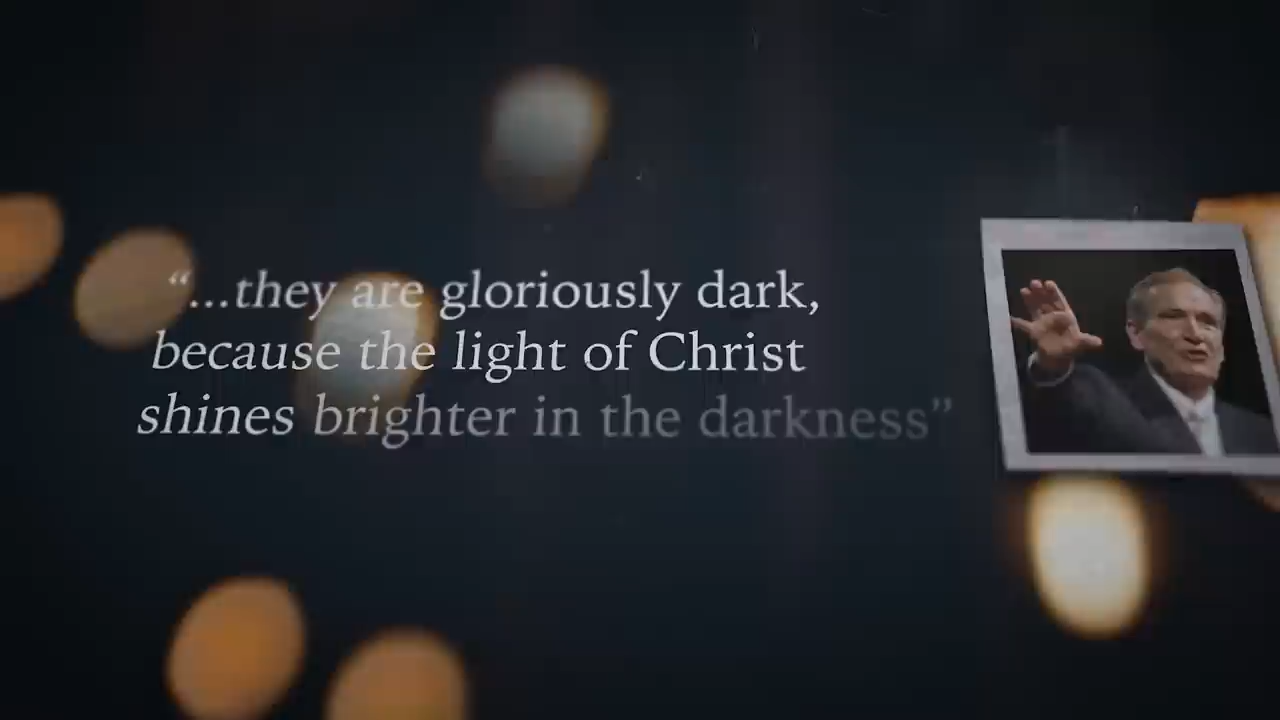 “...they are gloriously dark,
because the light of Christ
shines brighter in the darkness”